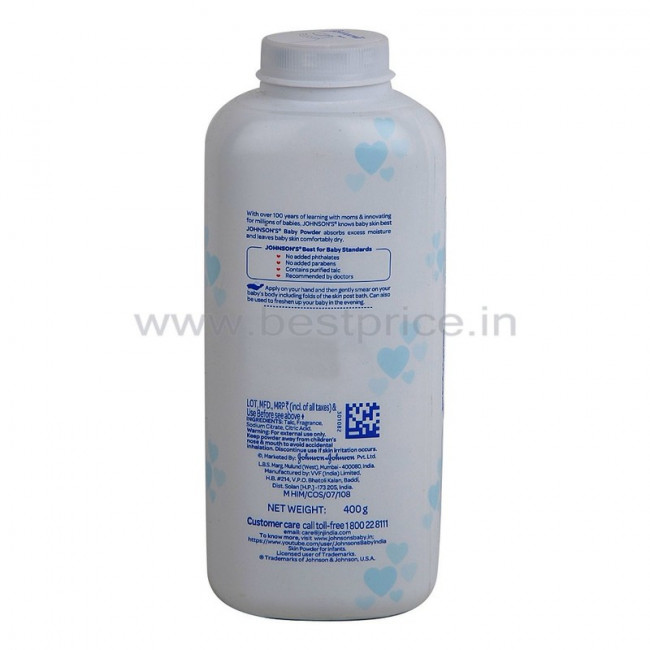 With over 100 years of learning with moms & innovating
for millions of babies. JOHNSON'S® knows baby skin best
JOHNSON'S® Baby Powder absorbs excess moisture
and leaves baby skin comfortably dry.
JOHNSON'S® Best for Baby Standards
No added phthalates
No added parabens
Contains purified talc
Recommended by doctors
Apply on your hand and then gently smear on your
baby's body including folds of the skin post bath. Can also
be used to freshen up your baby in the evening.
www.bestprice.in
LOT, MFD., MRP ₹ (incl. of all taxes) &
Use Before see above
INGREDIENTS: Talc, Fragrance,
Sodium Citrate, Citric Acid.
Warning: For external use only.
Keep powder away from children's
nose & mouth to avoid accidental
inhalation. Discontinue use if skin irritation occurs.
301082
©. Marketed By: Johnson & Johnson Pvt. Ltd.
L.B.S. Marg, Mulund (West), Mumbai - 400080, India.
Manufactured by: VVF (India) Limited,
H.B. #214, V.P.O. Bhatoli Kalan, Baddi,
Dist. Solan (H.P.) -173 205, India.
M HIM/COS/07/108
NET WEIGHT: 400 g
Customer care call toll-free 1 800 22 8111
email: care@jnjindia.com
To know more, visit www.johnsonsbaby.in;
https://www.youtube.com/user/JohnsonsBabyIndia
Skin Powder for Infants.
Licensed user of Trademarks.
® Trademarks of Johnson & Johnson, U.S.A.